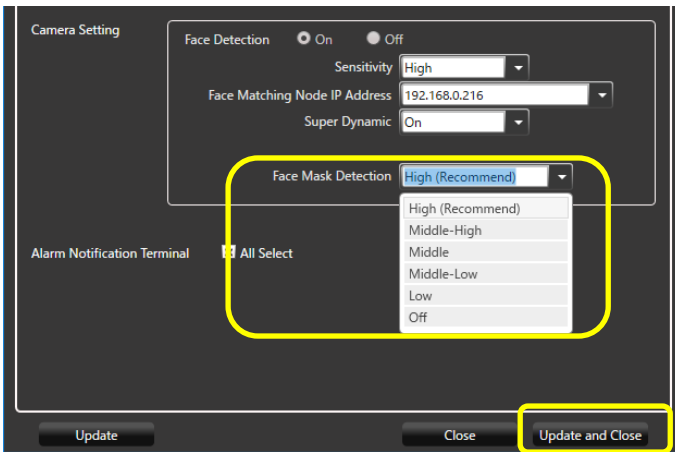 Camera Setting
Face Detection On Off
Sensitivity High
Face Matching Node IP Address 192.168.0.216
Super Dynamic On
Face Mask Detection High (Recommend)
High (Recommend)
Middle-High
Middle
Middle-Low
Low
Off
Alarm Notification Terminal All Select
Update Close Update and Close